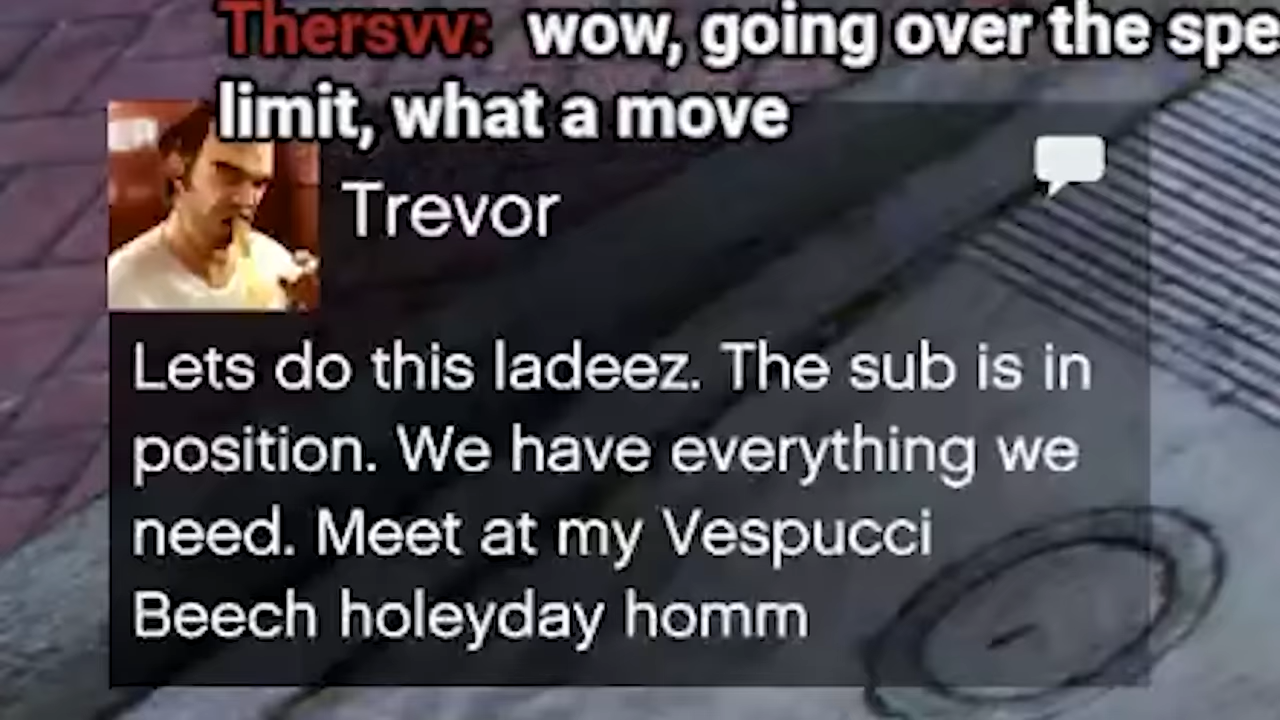 Thersvv: wow, going over the spe
limit, what a move
Trevor
Lets do this ladeez. The sub is in
position. We have everything we
need. Meet at my Vespucci
Beech holeyday homm